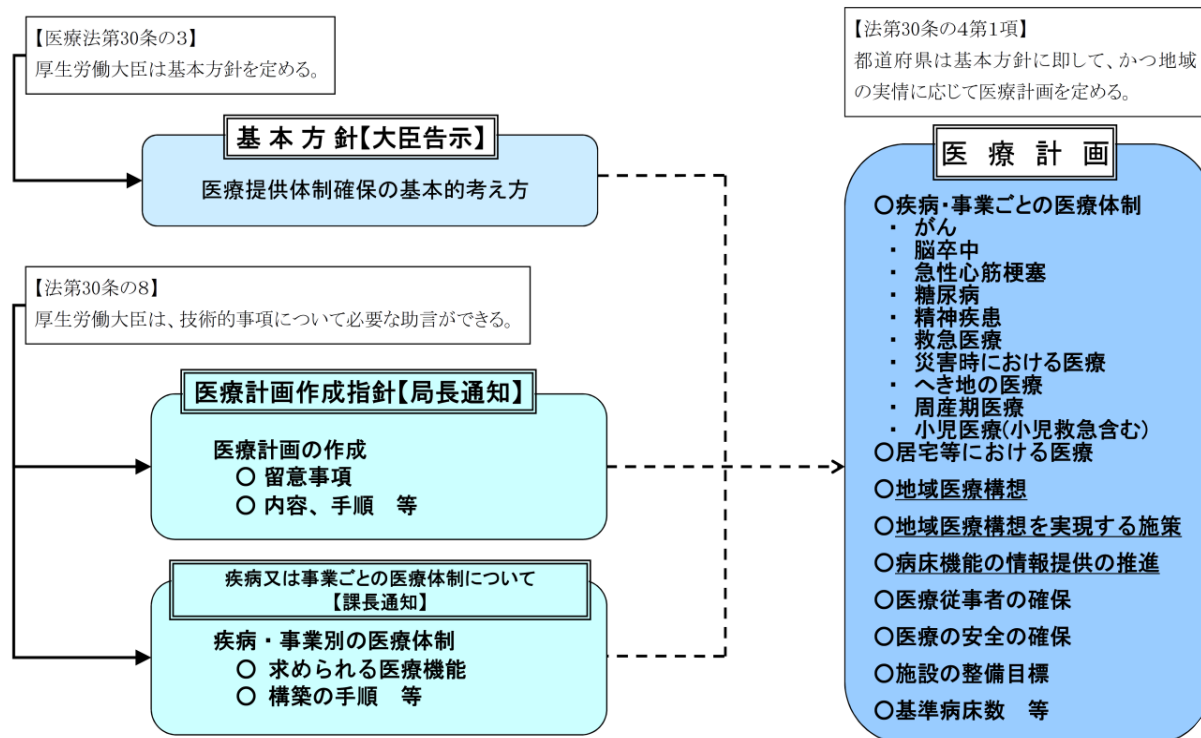 【医療法第30条の3】
厚生労働大臣は基本方針を定める。
基 本 方 針【大臣告示】
医療提供体制確保の基本的考え方
【法第30条の8】
厚生労働大臣は、技術的事項について必要な助言ができる。
医療計画作成指針【局長通知】
医療計画の作成
○ 留意事項
○ 内容、手順 等
疾病又は事業ごとの医療体制について
【課長通知】
疾病・事業別の医療体制
○ 求められる医療機能
○ 構築の手順 等
【法第30条の4第1項】
都道府県は基本方針に即して、かつ地域
の実情に応じて医療計画を定める。
医 療 計 画
○疾病・事業ごとの医療体制
・ がん
・ 脳卒中
・ 急性心筋梗塞
・ 糖尿病
・ 精神疾患
・ 救急医療
・ 災害時における医療
・ へき地の医療
・ 周産期医療
・ 小児医療(小児救急含む)
○居宅等における医療
○地域医療構想
○地域医療構想を実現する施策
○病床機能の情報提供の推進
○医療従事者の確保
○医療の安全の確保
○施設の整備目標
○基準病床数 等